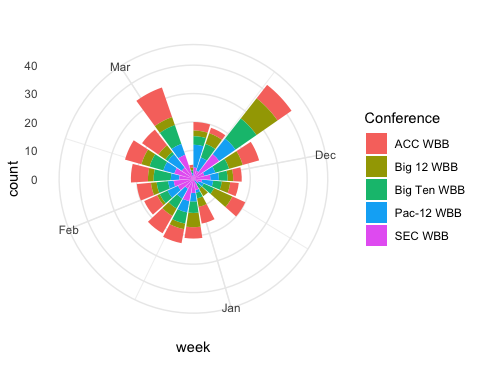 40
30
20
10
0
count
Mar
Dec
Feb
Jan
week
Conference
ACC WBB
Big 12 WBB
Big Ten WBB
Pac-12 WBB
SEC WBB